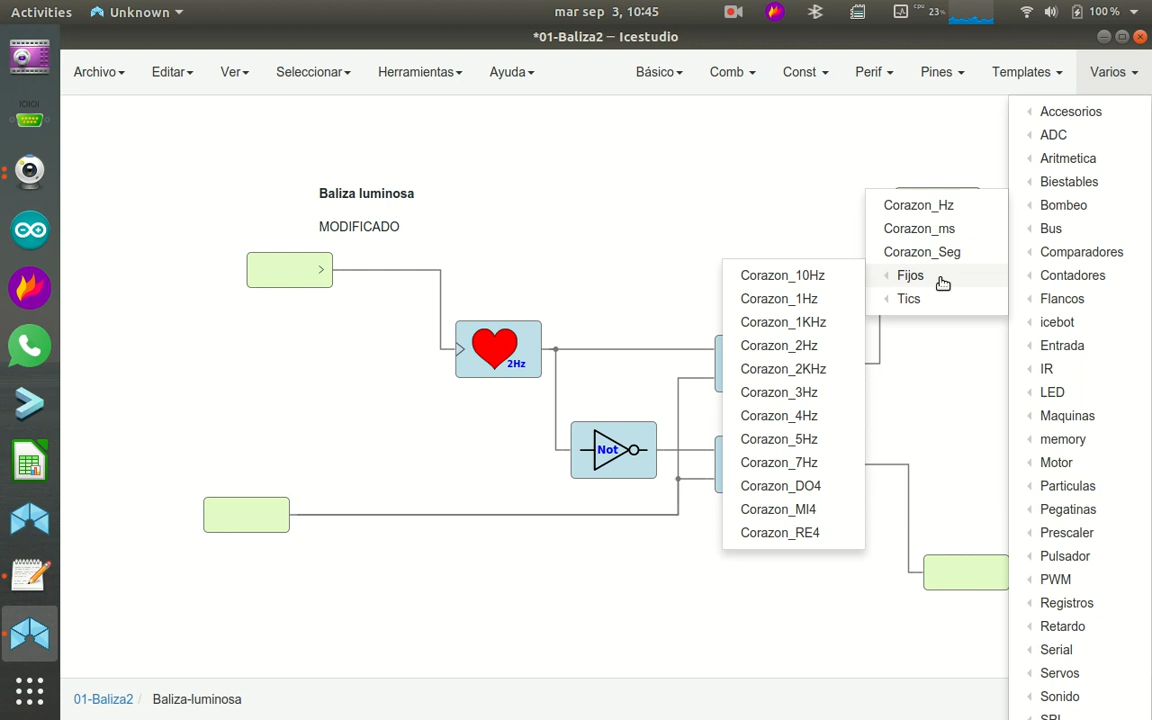 Activities Unknown mar sep 3, 10:45 cpu 23% 100 %
*01-Baliza2 – Icestudio
Archivo Editar Ver Seleccionar Herramientas Ayuda Básico Comb Const Perif Pines Templates Varios
Baliza luminosa
MODIFICADO
2Hz
Not
Corazon_10Hz
Corazon_1Hz
Corazon_1KHz
Corazon_2Hz
Corazon_2KHz
Corazon_3Hz
Corazon_4Hz
Corazon_5Hz
Corazon_7Hz
Corazon_DO4
Corazon_MI4
Corazon_RE4
Corazon_Hz
Corazon_ms
Corazon_Seg
Fijos
Tics
Accesorios
ADC
Aritmetica
Biestables
Bombeo
Bus
Comparadores
Contadores
Flancos
icebot
Entrada
IR
LED
Maquinas
memory
Motor
Particulas
Pegatinas
Prescaler
Pulsador
PWM
Registros
Retardo
Serial
Servos
Sonido
01-Baliza2 / Baliza-luminosa